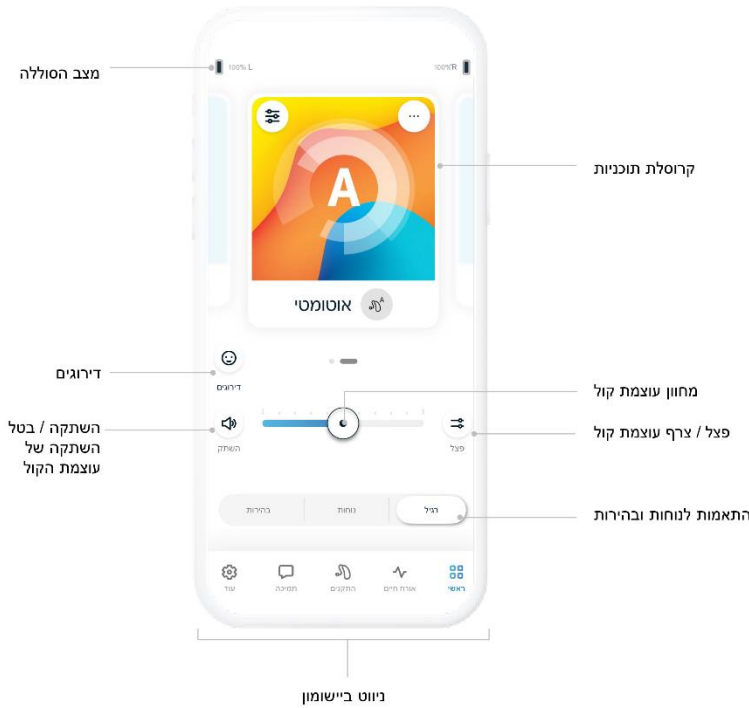 100% L
100% R
מצב הסוללה
A
קרוסלת תוכניות
A
אוטומטי
דירוגים
דירוגים
מחוון עוצמת קול
פצל / צרף עוצמת קול
פצל
השתק
השתקה / בטל
השתקה של
עוצמת הקול
רגיל
נוחות
בהירות
התאמות לנוחות ובהירות
ראשי
אורח חיים
התקנים
תמיכה
עוד
ניווט ביישומון